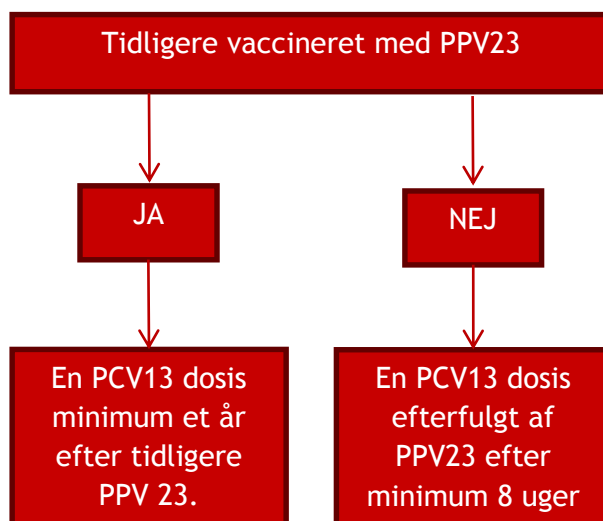 Tidligere vaccineret med PPV23
JA
NEJ
En PCV13 dosis
minimum et år
efter tidligere
PPV 23.
En PCV13 dosis
efterfulgt af
PPV23 efter
minimum 8 uger